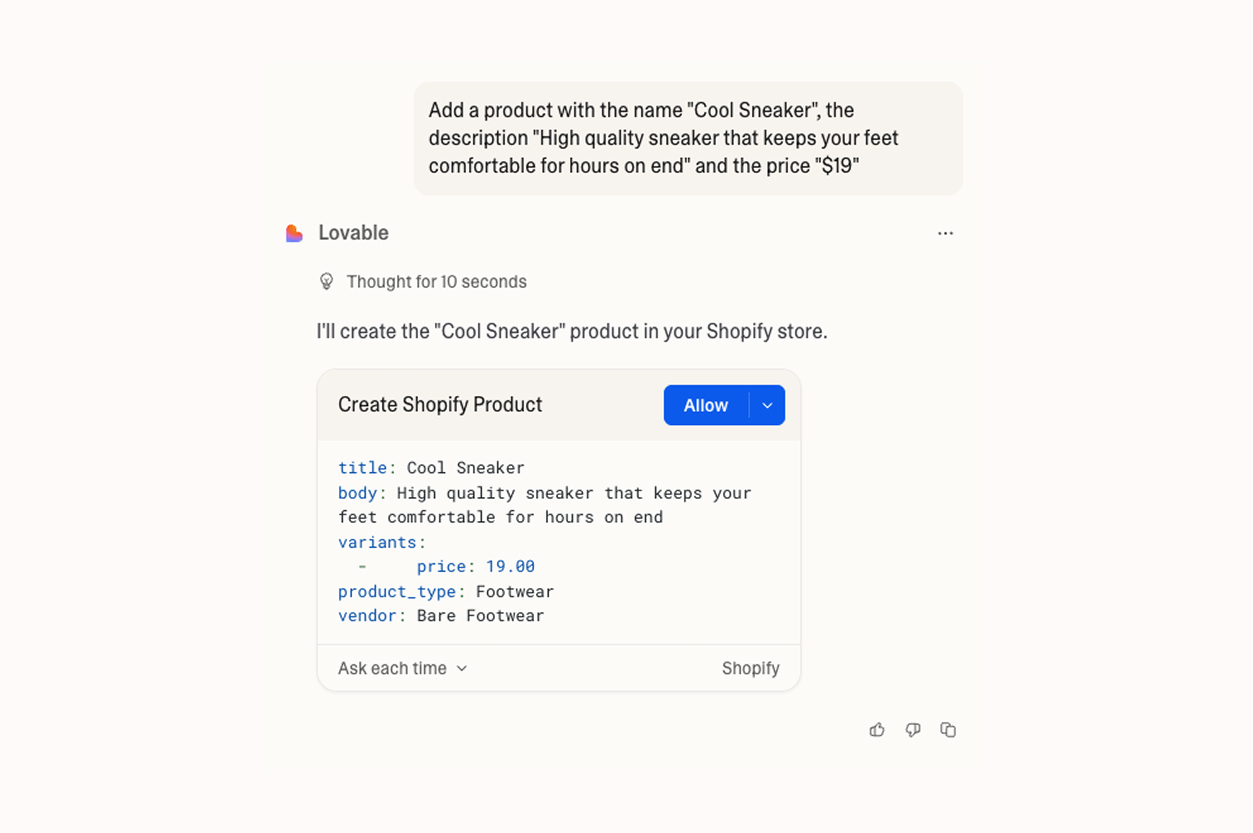 Add a product with the name "Cool Sneaker", the
description "High quality sneaker that keeps your feet
comfortable for hours on end" and the price "$19"
Lovable
Thought for 10 seconds
I'll create the "Cool Sneaker" product in your Shopify store.
Create Shopify Product
Allow
title: Cool Sneaker
body: High quality sneaker that keeps your
feet comfortable for hours on end
variants:
-     price: 19.00
product_type: Footwear
vendor: Bare Footwear
Ask each time
Shopify